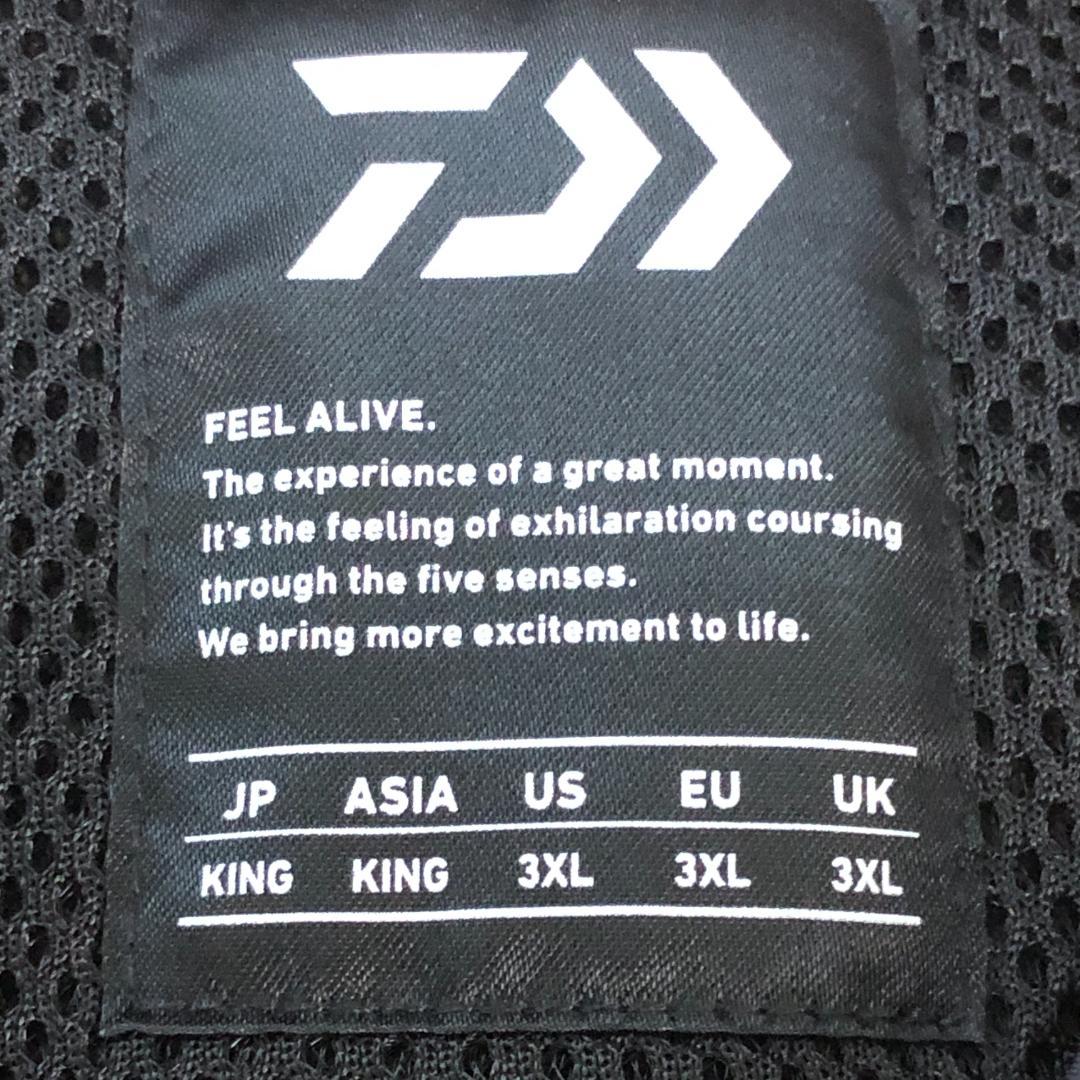 FEEL ALIVE.
The experience of a great moment.
It's the feeling of exhilaration coursing
through the five senses.
We bring more excitement to life.
JP ASIA US EU UK
KING KING 3XL 3XL 3XL